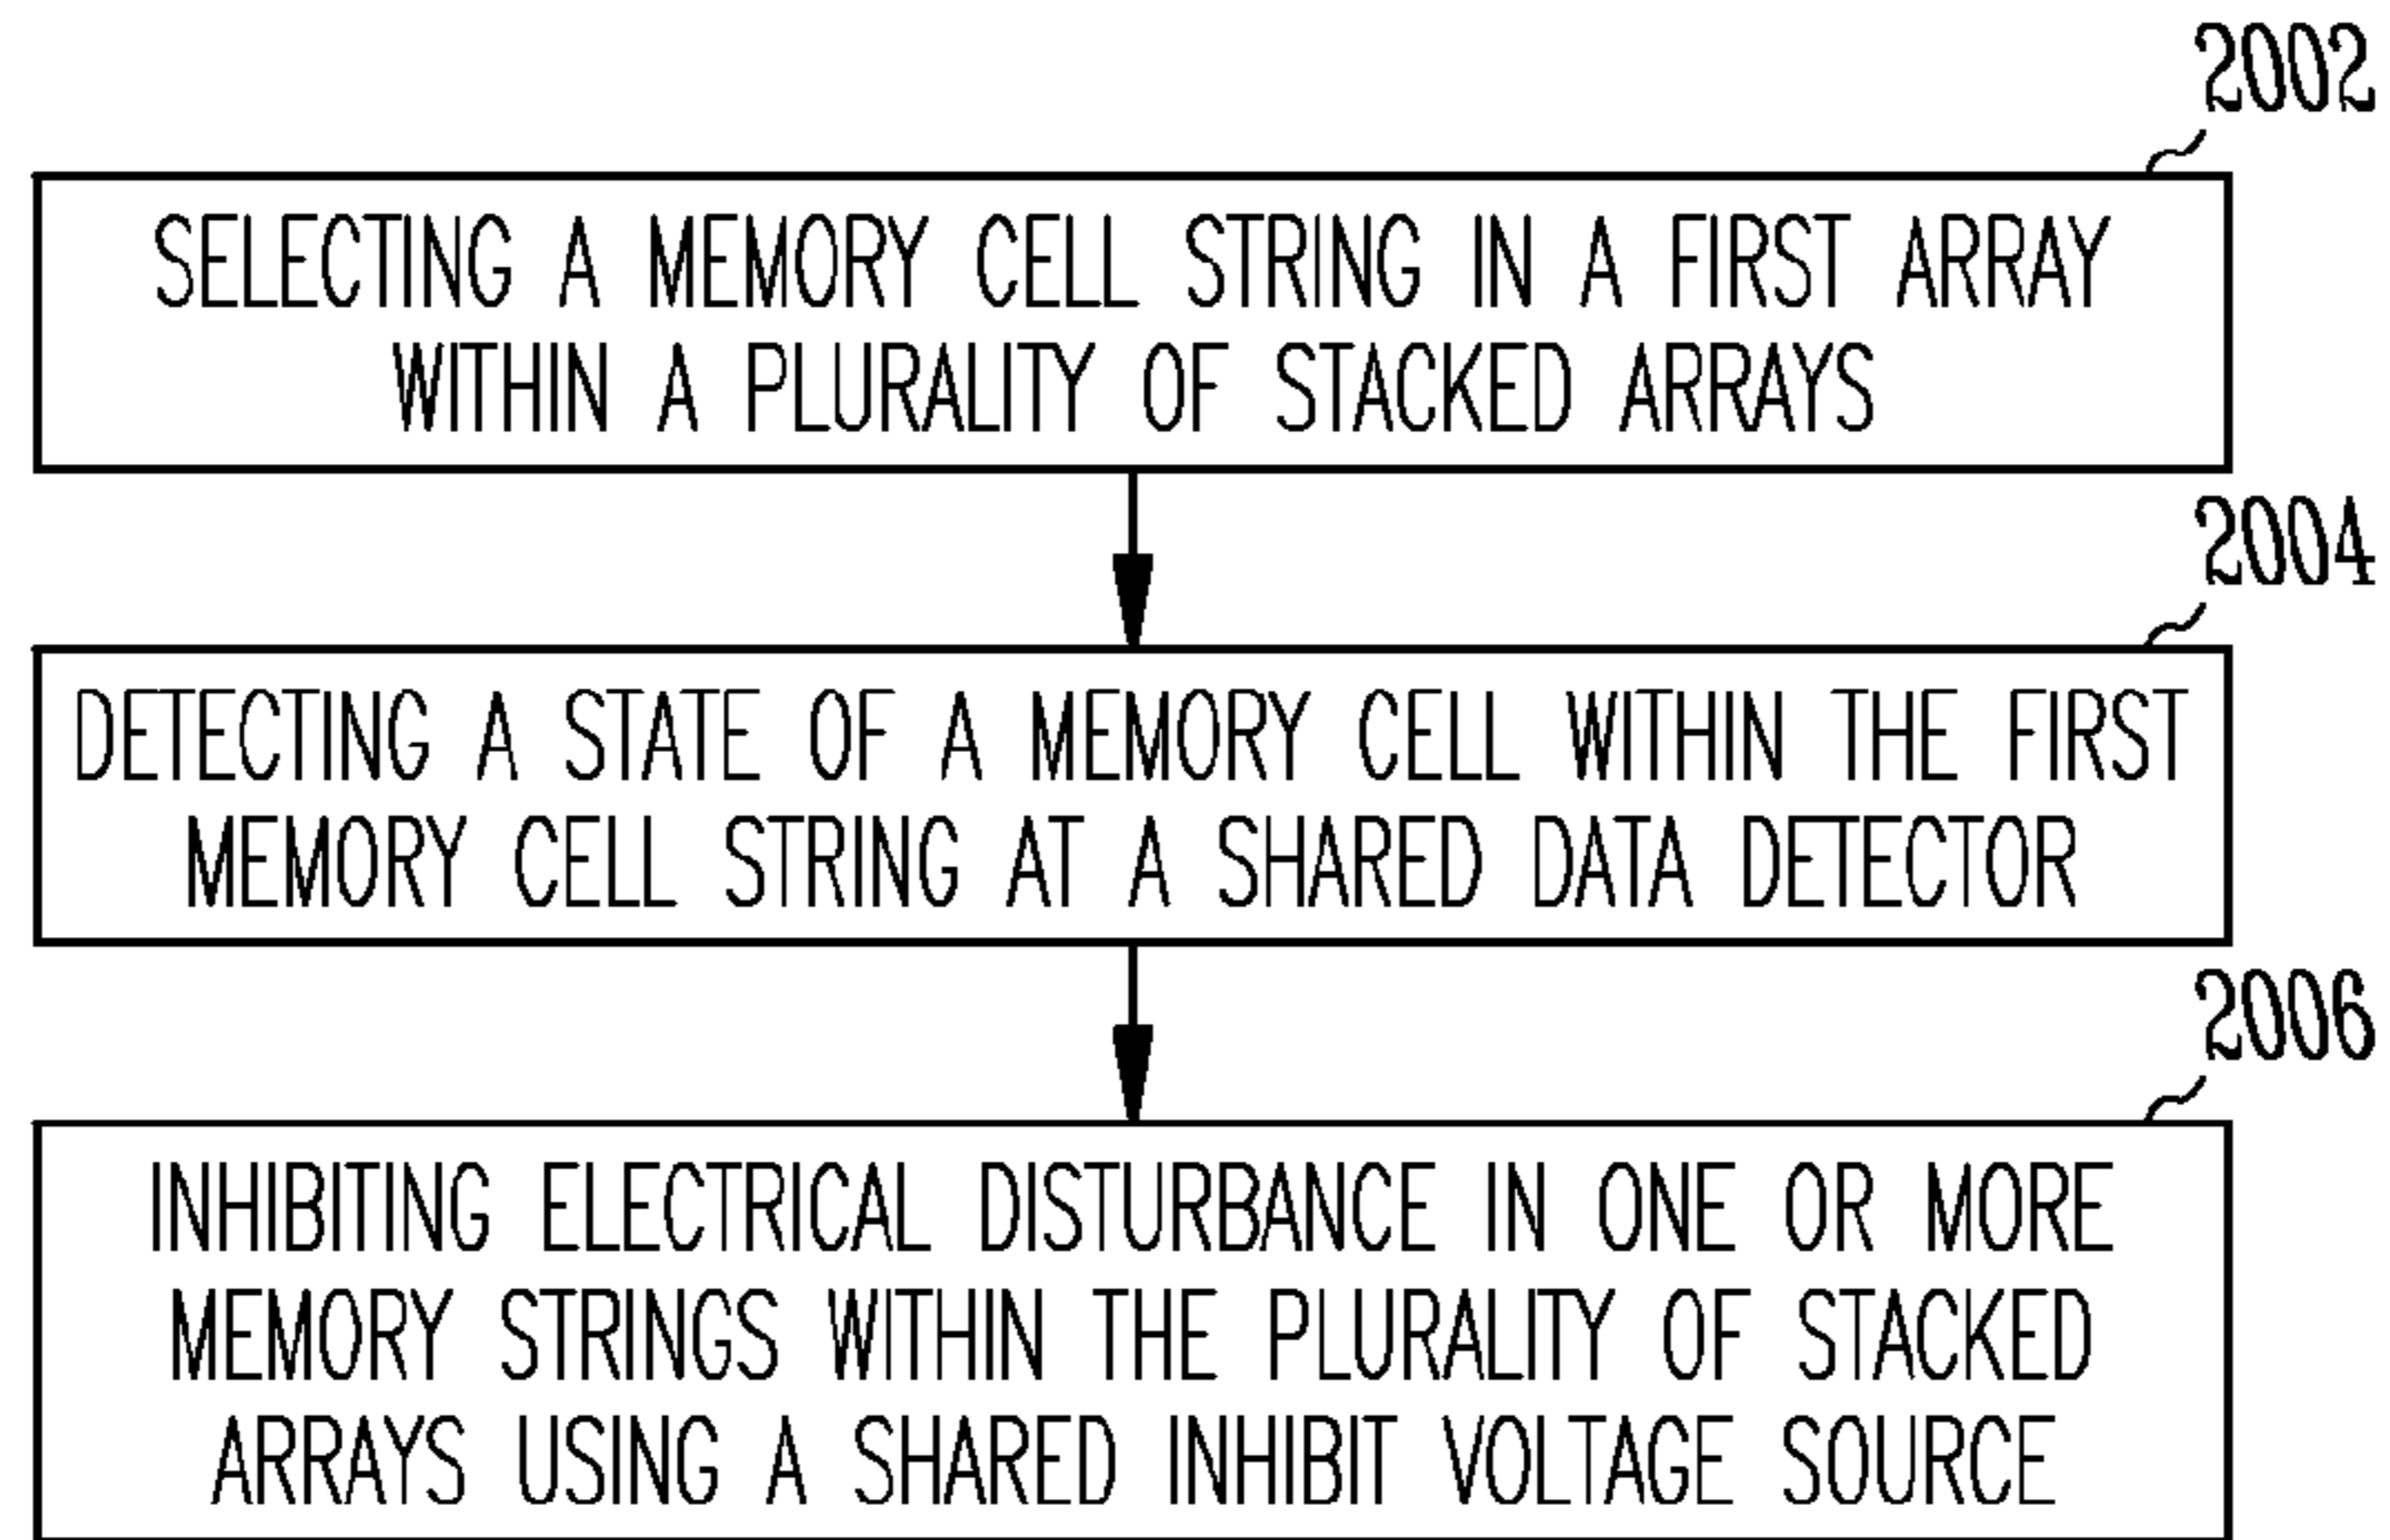 2002
SELECTING A MEMORY CELL STRING IN A FIRST ARRAY
WITHIN A PLURALITY OF STACKED ARRAYS
2004
DETECTING A STATE OF A MEMORY CELL WITHIN THE FIRST
MEMORY CELL STRING AT A SHARED DATA DETECTOR
2006
INHIBITING ELECTRICAL DISTURBANCE IN ONE OR MORE
MEMORY STRINGS WITHIN THE PLURALITY OF STACKED
ARRAYS USING A SHARED INHIBIT VOLTAGE SOURCE